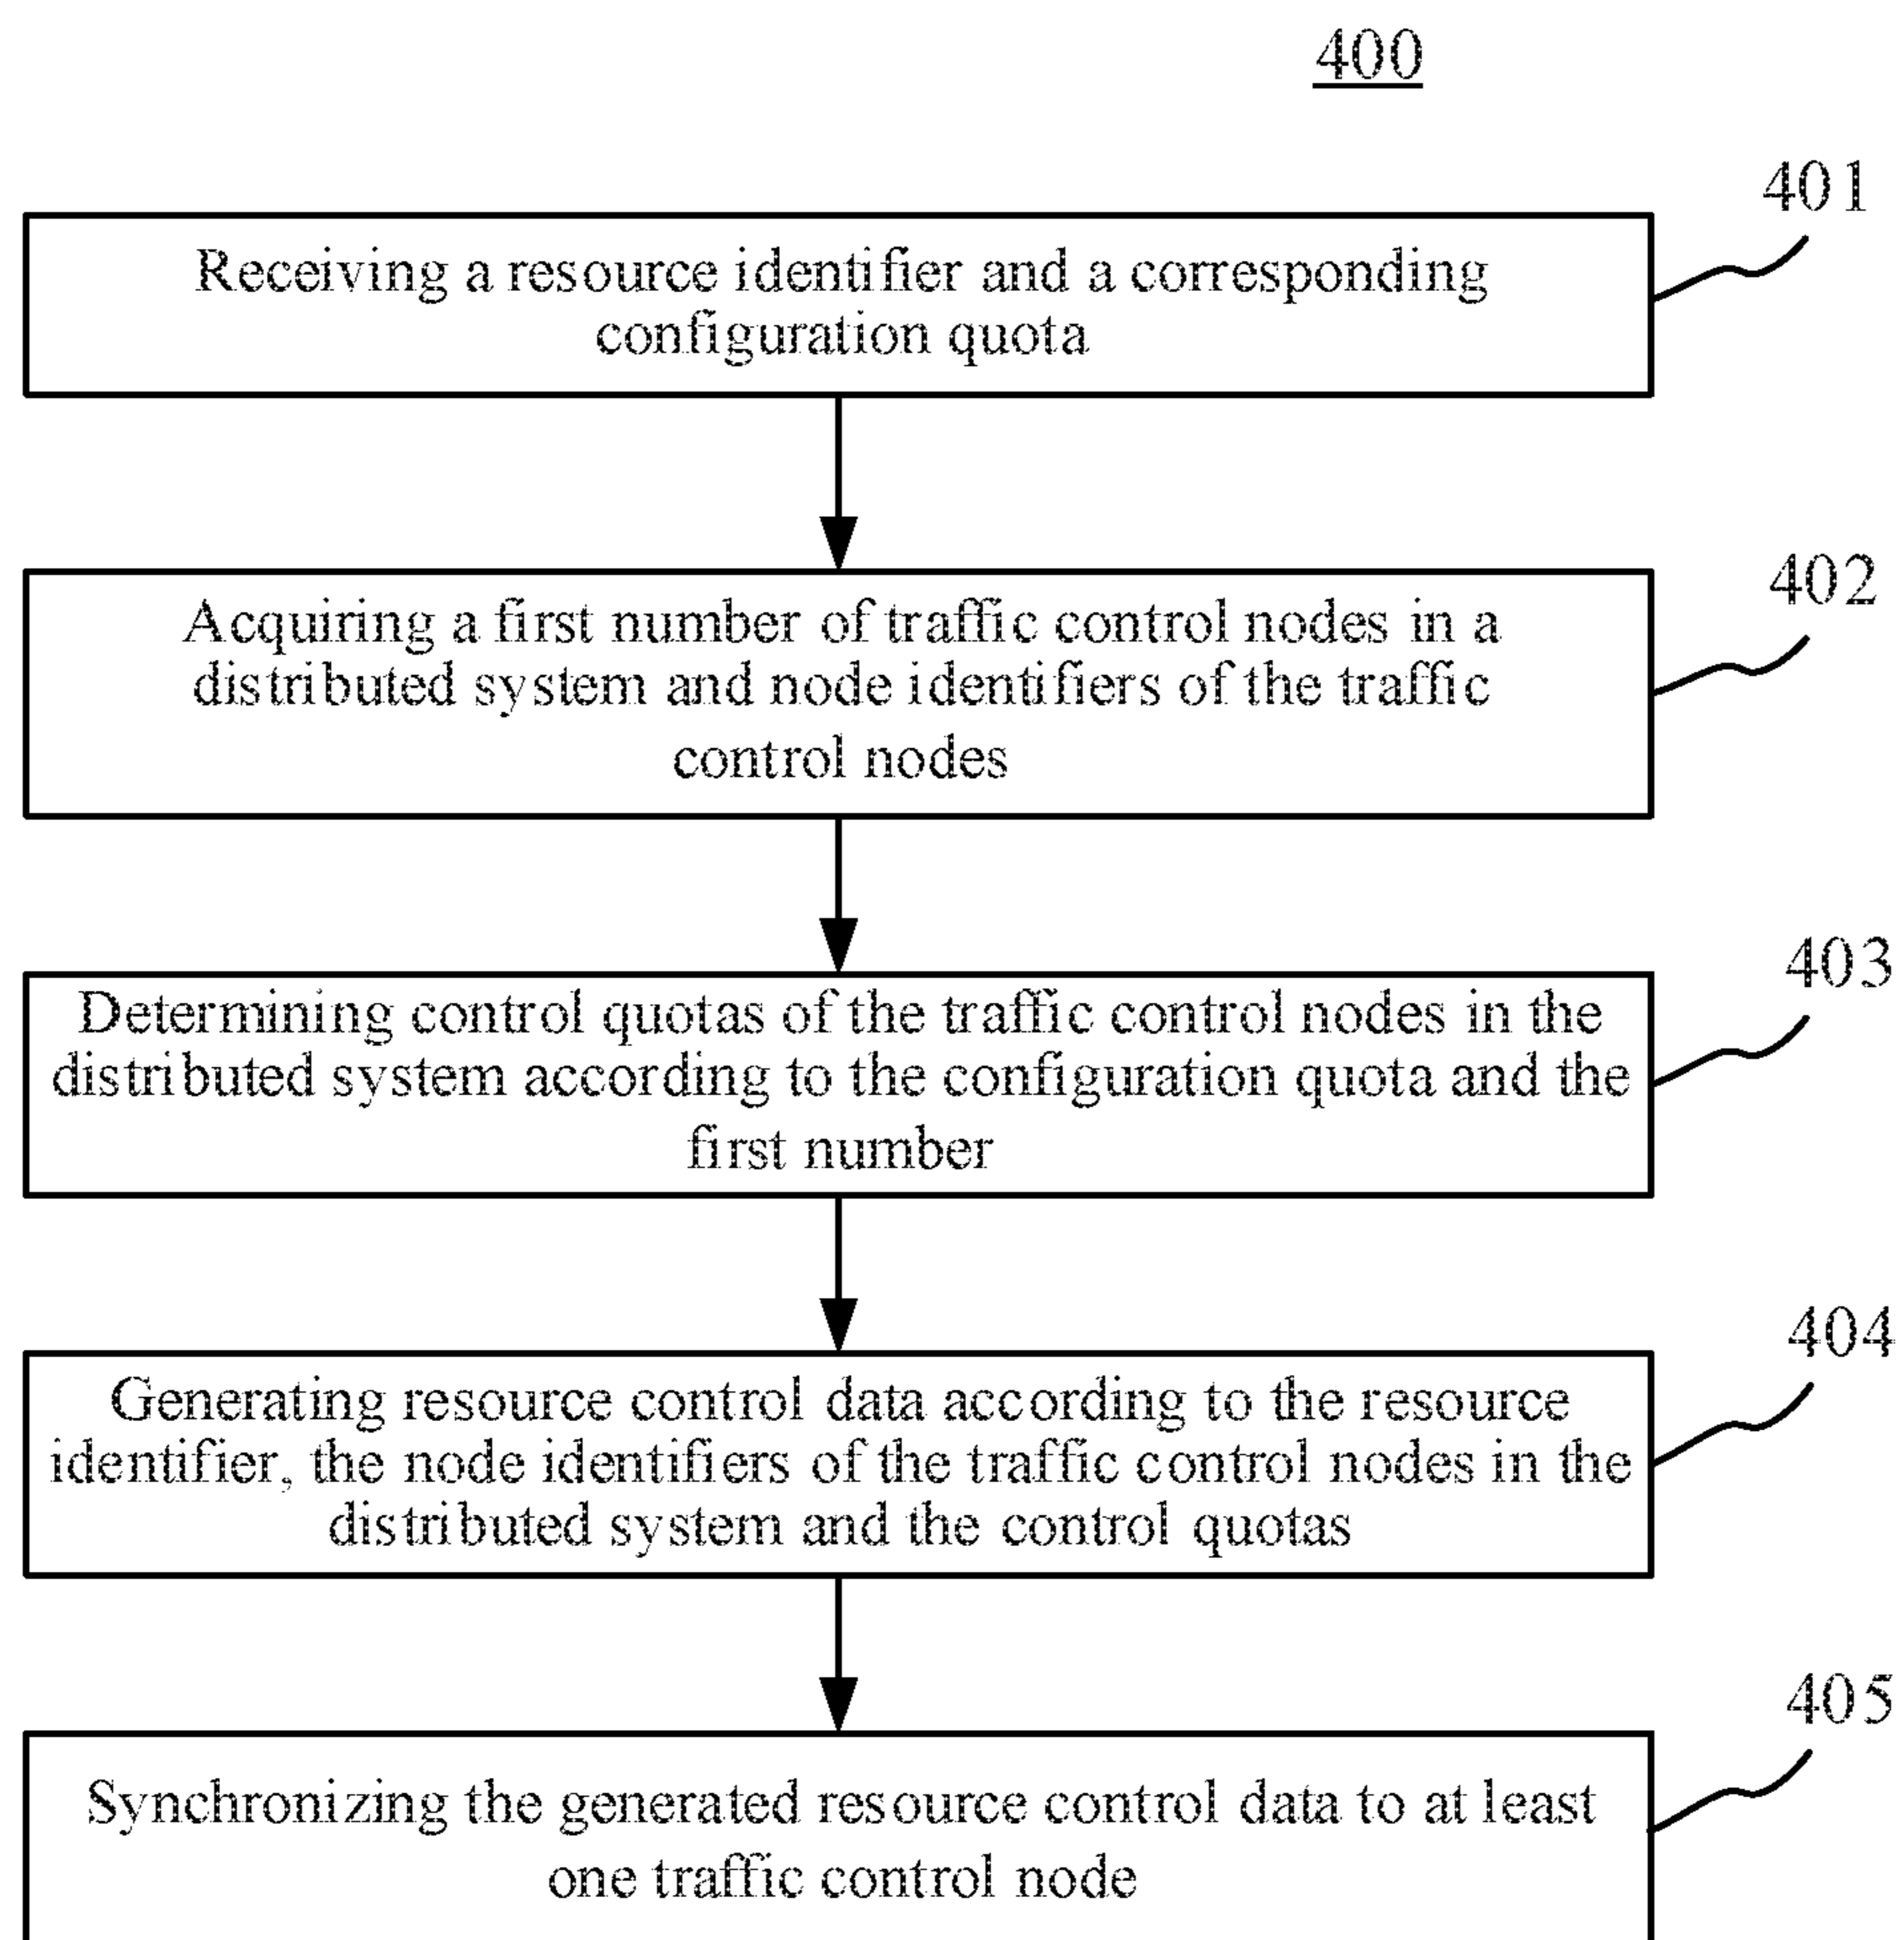 400
401
Receiving a resource identifier and a corresponding
configuration quota
402
Acquiring a first number of traffic control nodes in a
distributed system and node identifiers of the traffic
control nodes
403
Determining control quotas of the traffic control nodes in the
distributed system according to the configuration quota and the
first number
404
Generating resource control data according to the resource
identifier, the node identifiers of the traffic control nodes in the
distributed system and the control quotas
405
Synchronizing the generated resource control data to at least
one traffic control node